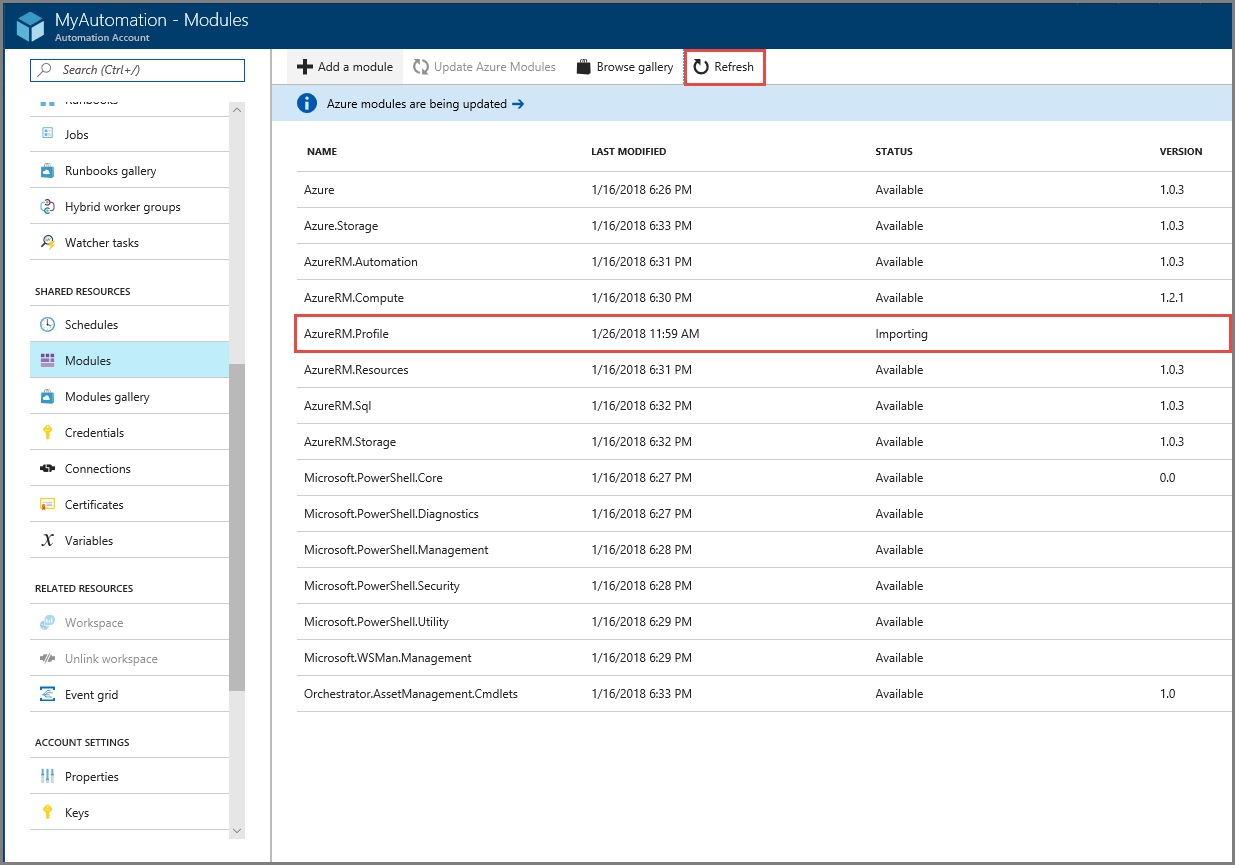 MyAutomation - Modules
Automation Account
Search (Ctrl+/)
Jobs
Runbooks gallery
Hybrid worker groups
Watcher tasks
SHARED RESOURCES
Schedules
Modules
Modules gallery
Credentials
Connections
Certificates
Variables
RELATED RESOURCES
Workspace
Unlink workspace
Event grid
ACCOUNT SETTINGS
Properties
Keys
Add a module Update Azure Modules Browse gallery Refresh
Azure modules are being updated →
NAME LAST MODIFIED STATUS VERSION
Azure 1/16/2018 6:26 PM Available 1.0.3
Azure.Storage 1/16/2018 6:33 PM Available 1.0.3
AzureRM.Automation 1/16/2018 6:31 PM Available 1.0.3
AzureRM.Compute 1/16/2018 6:30 PM Available 1.2.1
AzureRM.Profile 1/26/2018 11:59 AM Importing
AzureRM.Resources 1/16/2018 6:31 PM Available 1.0.3
AzureRM.Sql 1/16/2018 6:32 PM Available 1.0.3
AzureRM.Storage 1/16/2018 6:32 PM Available 1.0.3
Microsoft.PowerShell.Core 1/16/2018 6:27 PM Available 0.0
Microsoft.PowerShell.Diagnostics 1/16/2018 6:27 PM Available
Microsoft.PowerShell.Management 1/16/2018 6:28 PM Available
Microsoft.PowerShell.Security 1/16/2018 6:28 PM Available
Microsoft.PowerShell.Utility 1/16/2018 6:29 PM Available
Microsoft.WSMan.Management 1/16/2018 6:29 PM Available
Orchestrator.AssetManagement.Cmdlets 1/16/2018 6:33 PM Available 1.0